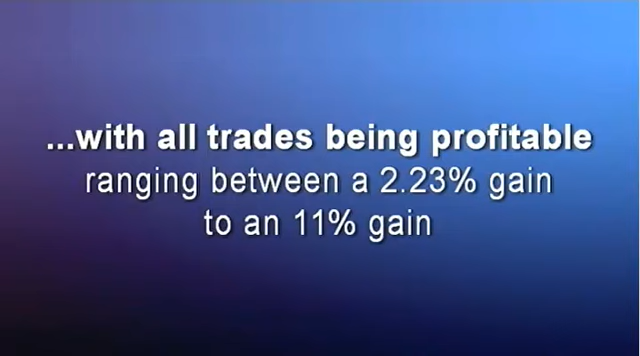 ...with all trades being profitable
ranging between a 2.23% gain
to an 11% gain